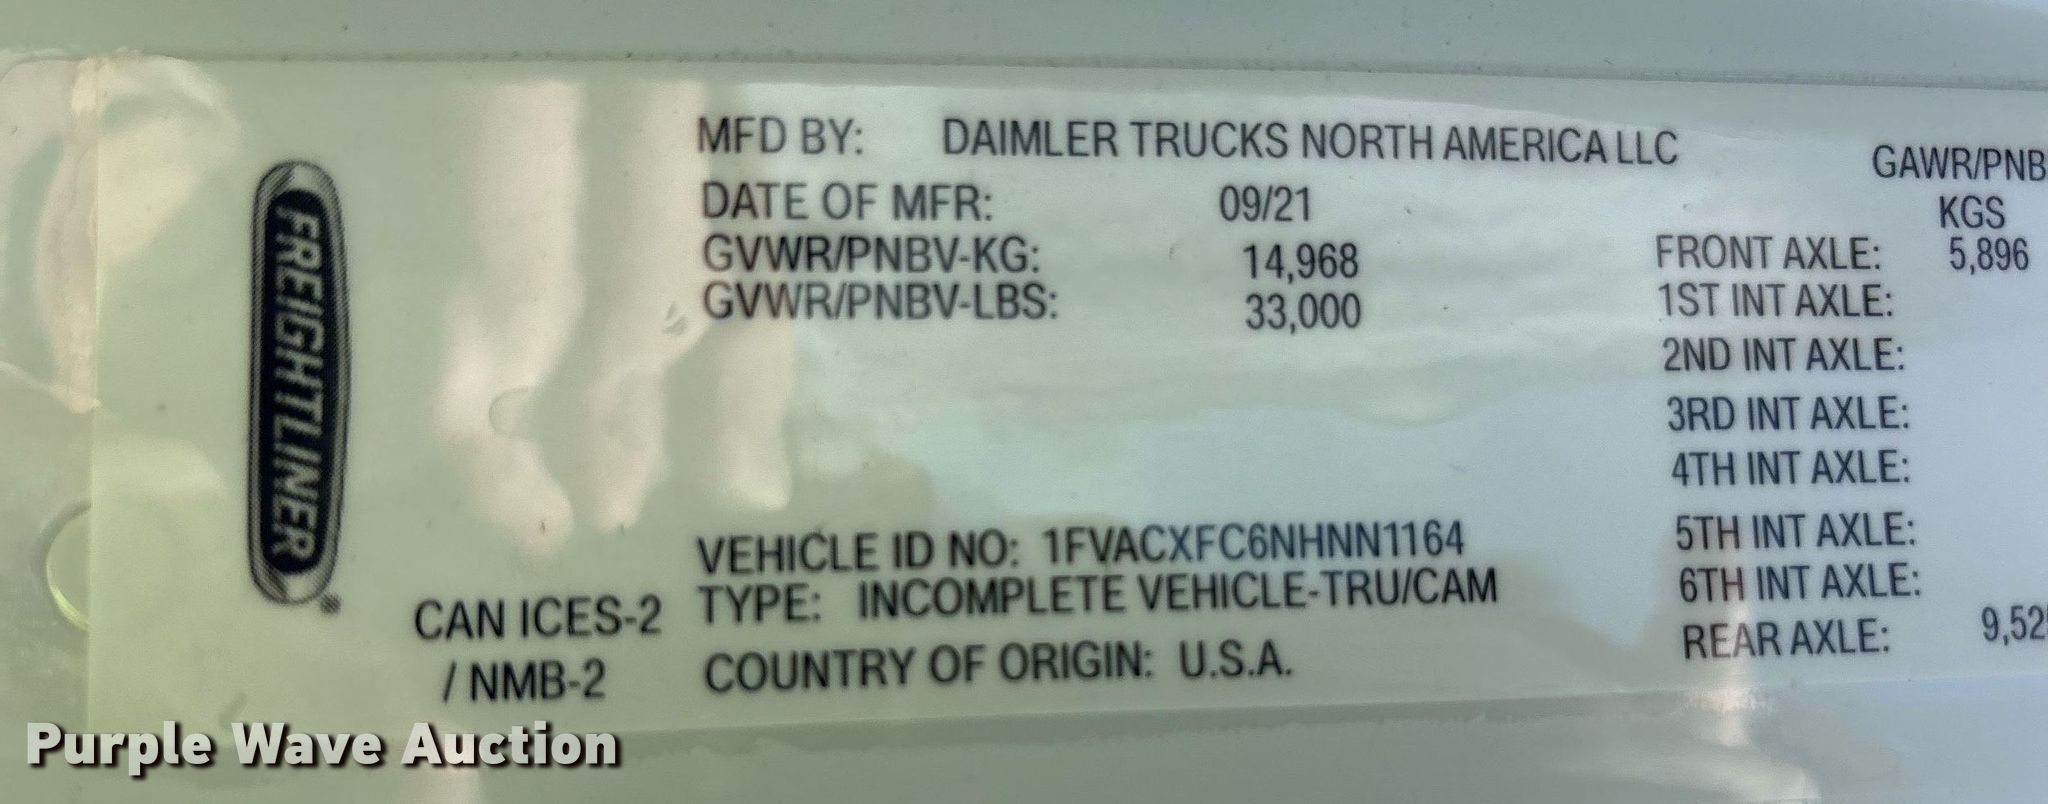 FREIGHTLINER
MFD BY: DAIMLER TRUCKS NORTH AMERICA LLC
DATE OF MFR: 09/21
GVWR/PNBV-KG: 14,968
GVWR/PNBV-LBS: 33,000
VEHICLE ID NO: 1FVACXFC6NHNN1164
TYPE: INCOMPLETE VEHICLE-TRU/CAM
COUNTRY OF ORIGIN: U.S.A.
CAN ICES-2
/ NMB-2
GAWR/PNB
KGS
FRONT AXLE: 5,896
1ST INT AXLE:
2ND INT AXLE:
3RD INT AXLE:
4TH INT AXLE:
5TH INT AXLE:
6TH INT AXLE:
REAR AXLE: 9,52
Purple Wave Auction